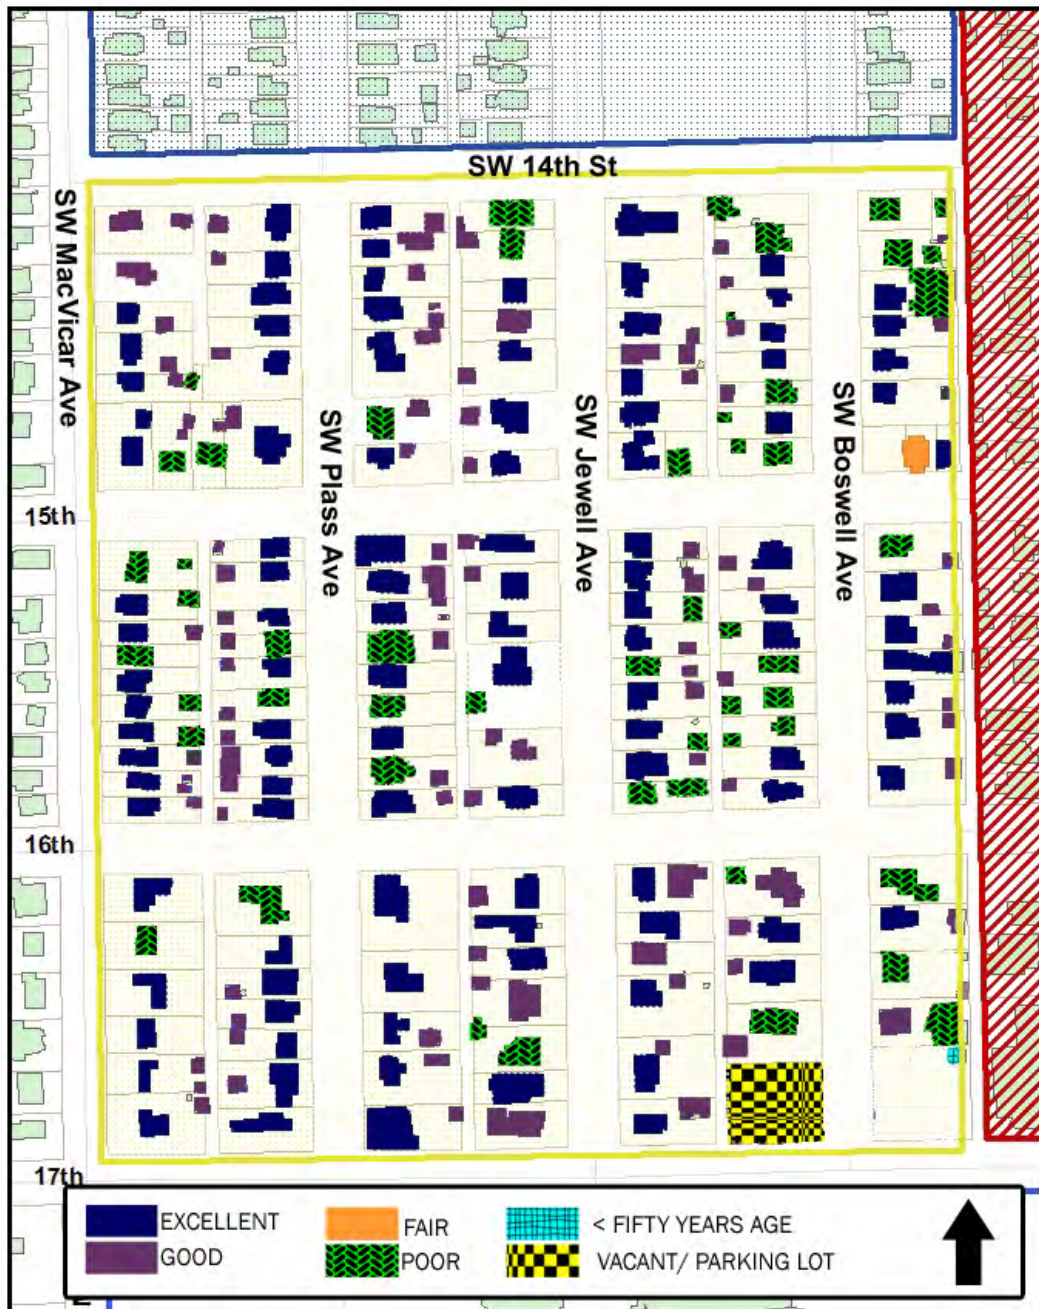 SW 14th St
SW MacVicar Ave
SW Plass Ave
SW Jewell Ave
SW Boswell Ave
15th
16th
17th
EXCELLENT
FAIR
< FIFTY YEARS AGE
GOOD
POOR
VACANT/ PARKING LOT